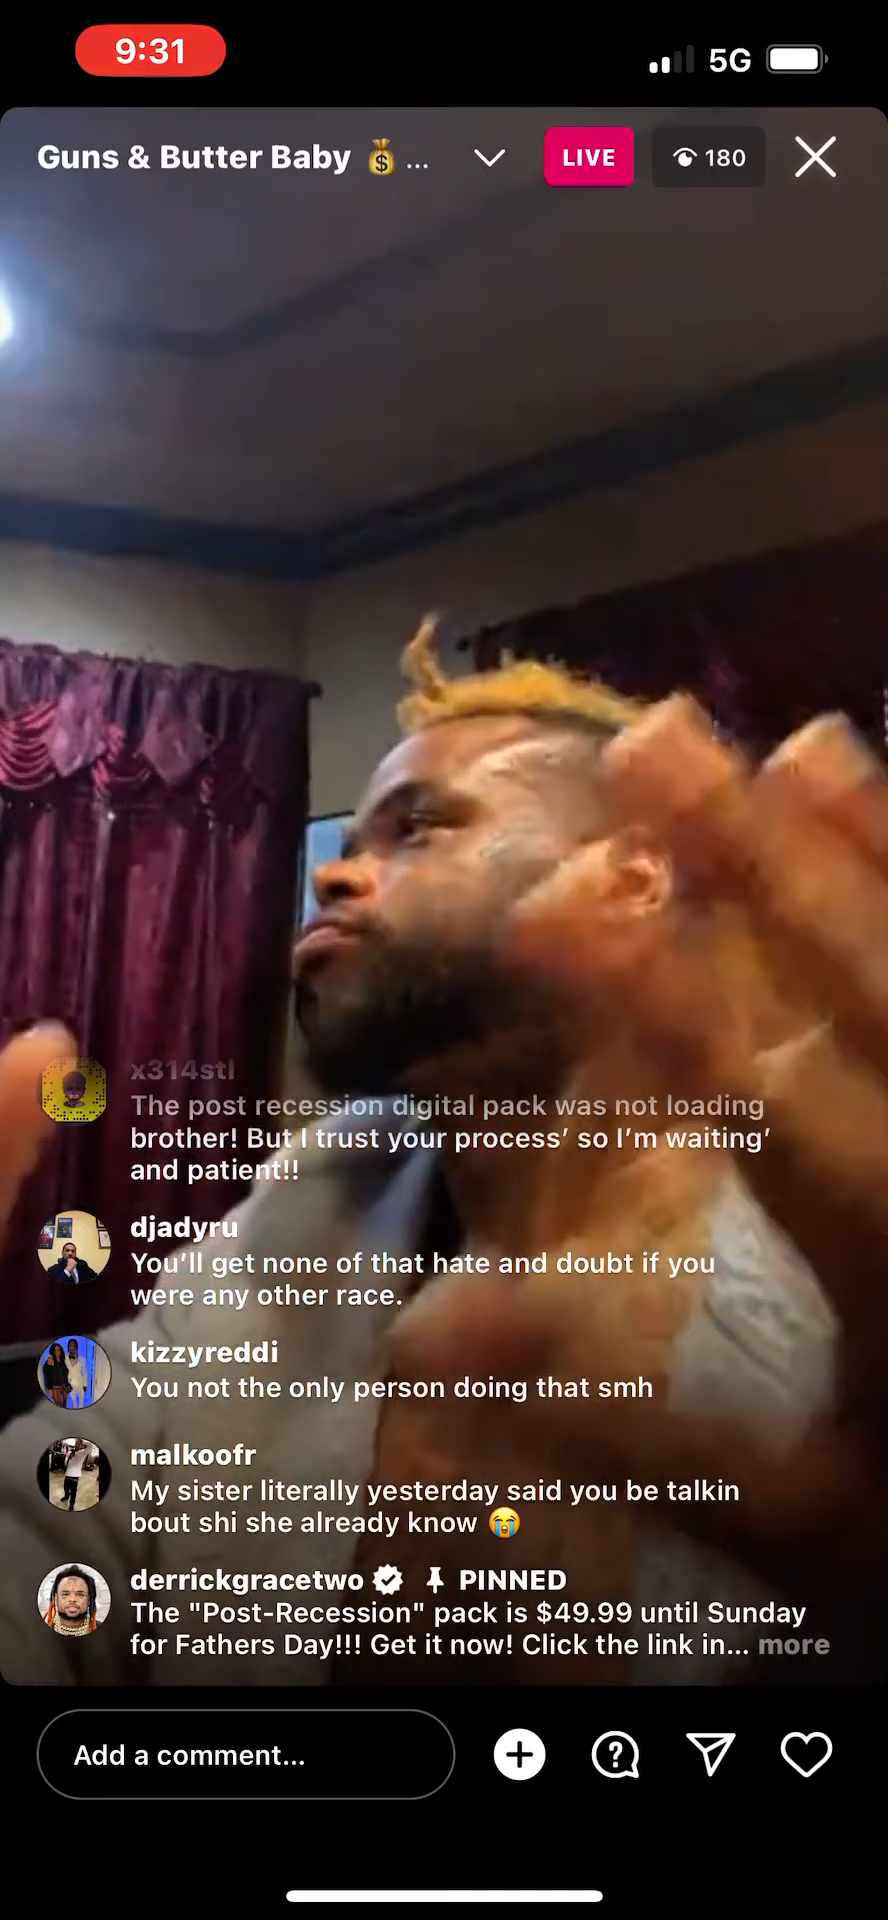 9:31
5G
Guns & Butter Baby 💰 ...
LIVE
180
x314stl
The post recession digital pack was not loading
brother! But I trust your process’ so I’m waiting’
and patient!!
djadyru
You’ll get none of that hate and doubt if you
were any other race.
kizzyreddi
You not the only person doing that smh
malkoofr
My sister literally yesterday said you be talkin
bout shi she already know 😭
derrickgracetwo PINNED
The "Post-Recession" pack is $49.99 until Sunday
for Fathers Day!!! Get it now! Click the link in... more
Add a comment...